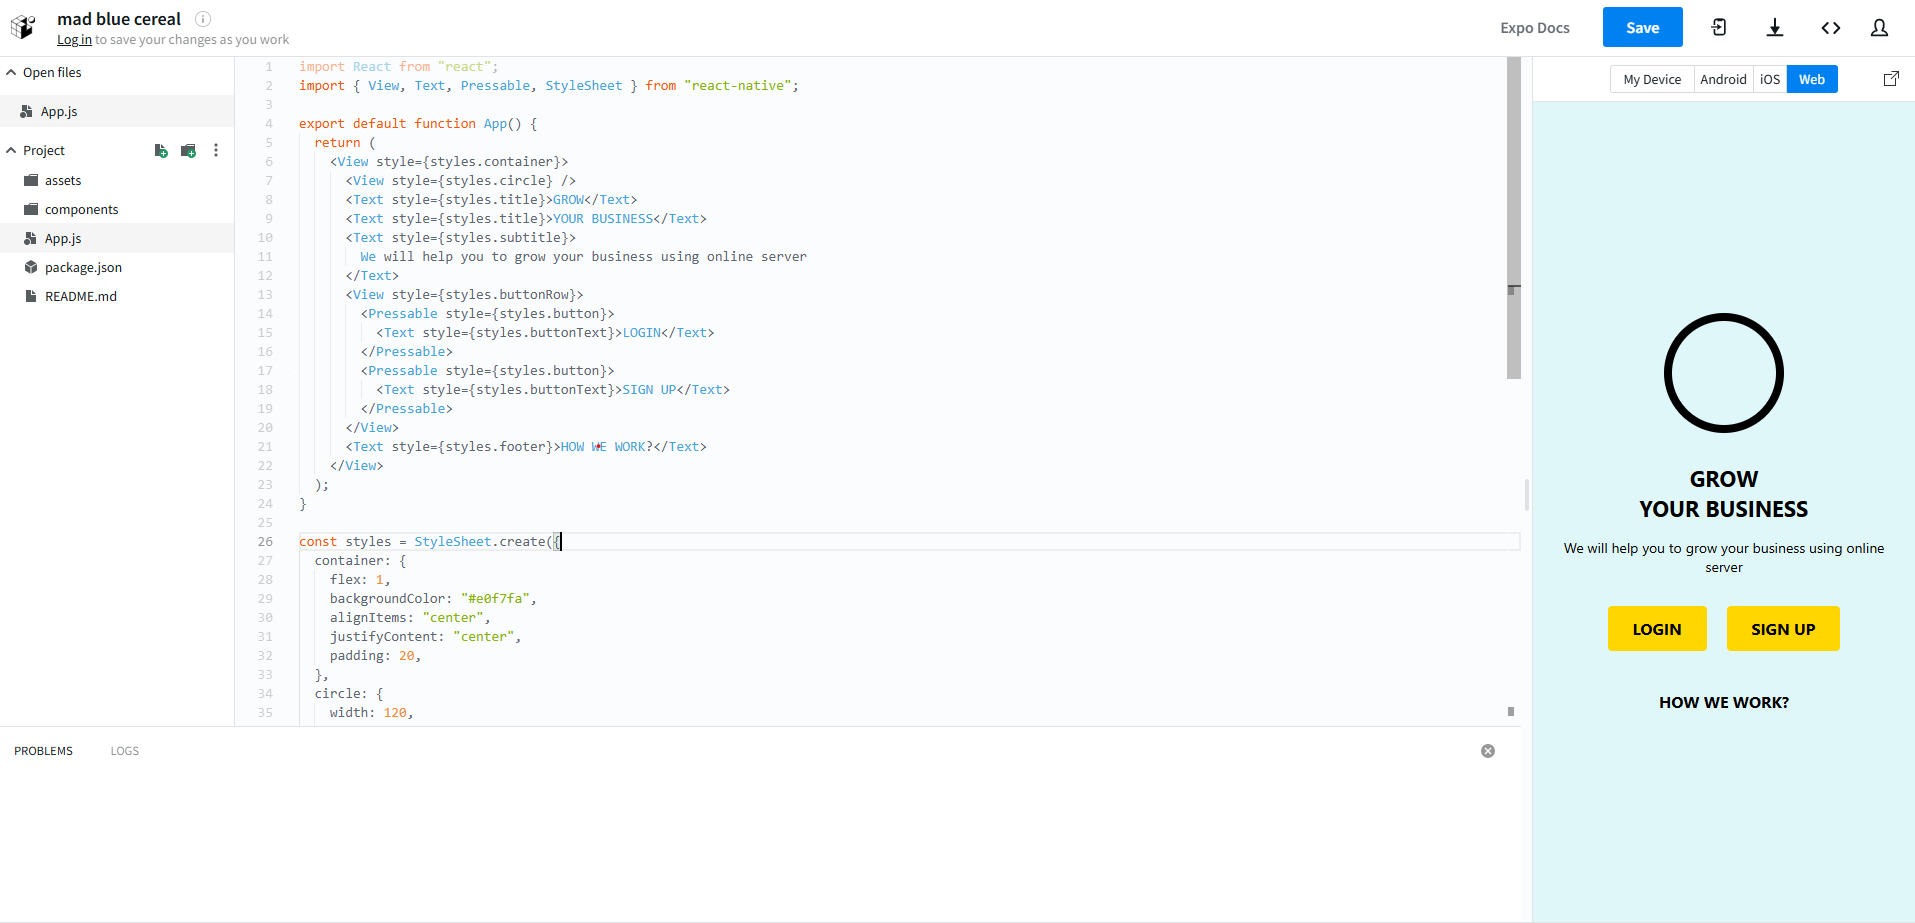 mad blue cereal
Log in to save your changes as you work
Expo Docs
Save
Open files
App.js
Project
assets
components
App.js
package.json
README.md
1 import React from "react";
2 import { View, Text, Pressable, StyleSheet } from "react-native";
3
4 export default function App() {
5 return (
6 <View style={styles.container}>
7 <View style={styles.circle} />
8 <Text style={styles.title}>GROW</Text>
9 <Text style={styles.title}>YOUR BUSINESS</Text>
10 <Text style={styles.subtitle}>
11 We will help you to grow your business using online server
12 </Text>
13 <View style={styles.buttonRow}>
14 <Pressable style={styles.button}>
15 <Text style={styles.buttonText}>LOGIN</Text>
16 </Pressable>
17 <Pressable style={styles.button}>
18 <Text style={styles.buttonText}>SIGN UP</Text>
19 </Pressable>
20 </View>
21 <Text style={styles.footer}>HOW WE WORK?</Text>
22 </View>
23 );
24 }
25
26 const styles = StyleSheet.create({
27 container: {
28 flex: 1,
29 backgroundColor: "#e0f7fa",
30 alignItems: "center",
31 justifyContent: "center",
32 padding: 20,
33 },
34 circle: {
35 width: 120,
PROBLEMS
LOGS
My Device
Android
iOS
Web
GROW
YOUR BUSINESS
We will help you to grow your business using online
server
LOGIN
SIGN UP
HOW WE WORK?